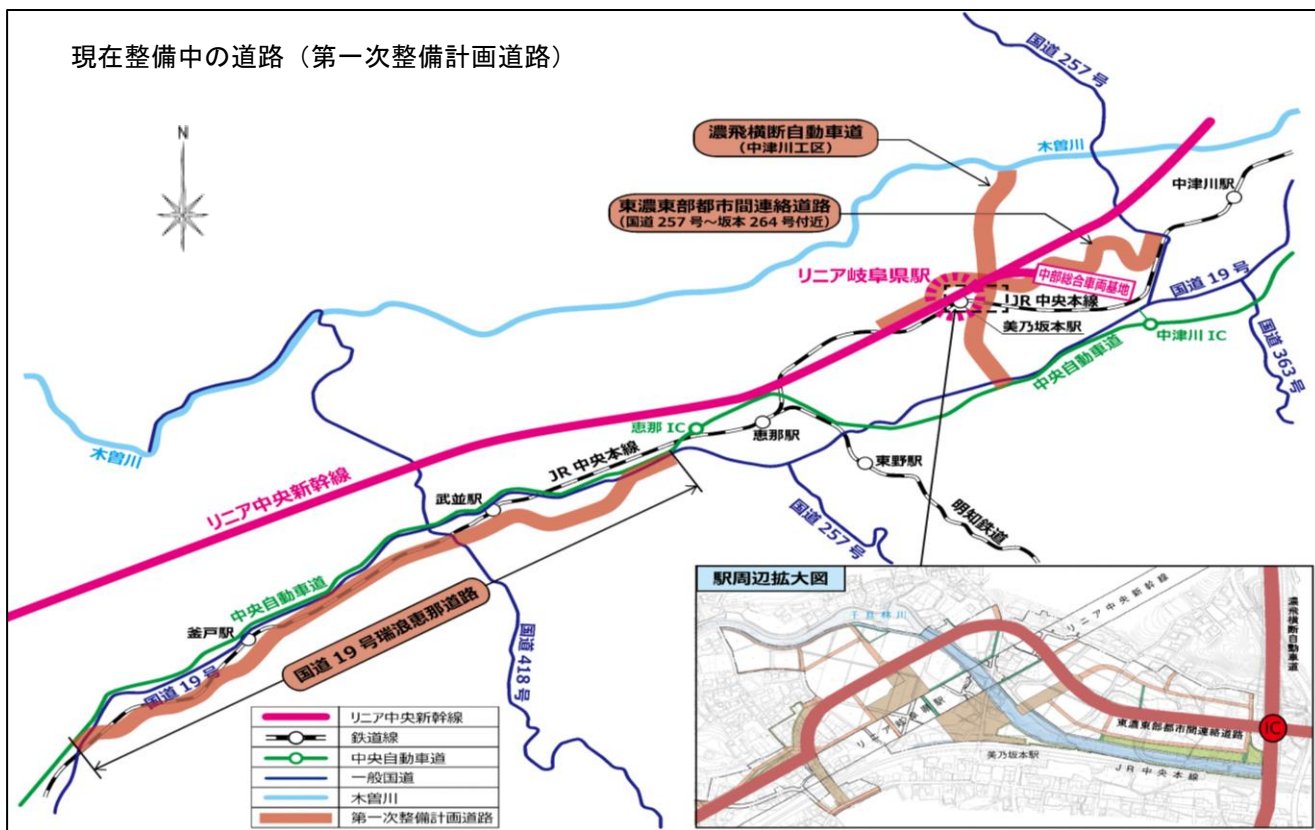 現在整備中の道路（第一次整備計画道路）
N
国道257号
濃飛横断自動車道
(中津川工区)
木曽川
中津川駅
東濃東部都市間連絡道路
(国道257号～坂本264号付近)
リニア岐阜県駅
中部総合車両基地
国道19号
JR中央本線
美乃坂本駅
中央自動車道
中津川IC
国道363号
木曽川
恵那IC
恵那駅
JR中央本線
東野駅
リニア中央新幹線
武並駅
国道257号
明知鉄道
中央自動車道
釜戸駅
国道19号瑞浪恵那道路
国道418号
国道19号
リニア中央新幹線
鉄道線
中央自動車道
一般国道
木曽川
第一次整備計画道路
駅周辺拡大図
千旦林川
リニア中央新幹線
濃飛横断自動車道
リニア岐阜県駅
東濃東部都市間連絡道路
IC
美乃坂本駅
JR中央本線